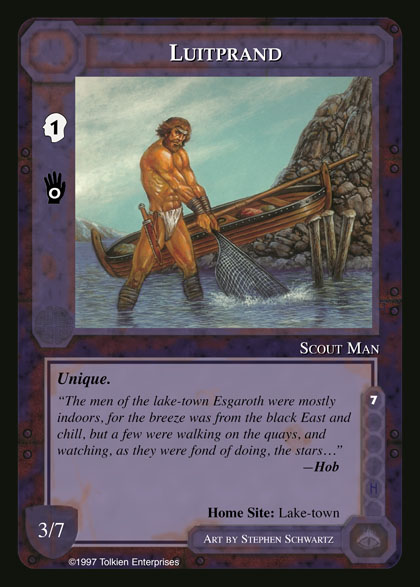 LUITPRAND
1
0
SCOUT MAN
Unique.
7
“The men of the lake-town Esgaroth were mostly
indoors, for the breeze was from the black East and
chill, but a few were walking on the quays, and
watching, as they were fond of doing, the stars…”
—Hob
H
Home Site: Lake-town
3/7
ART BY STEPHEN SCHWARTZ
©1997 Tolkien Enterprises